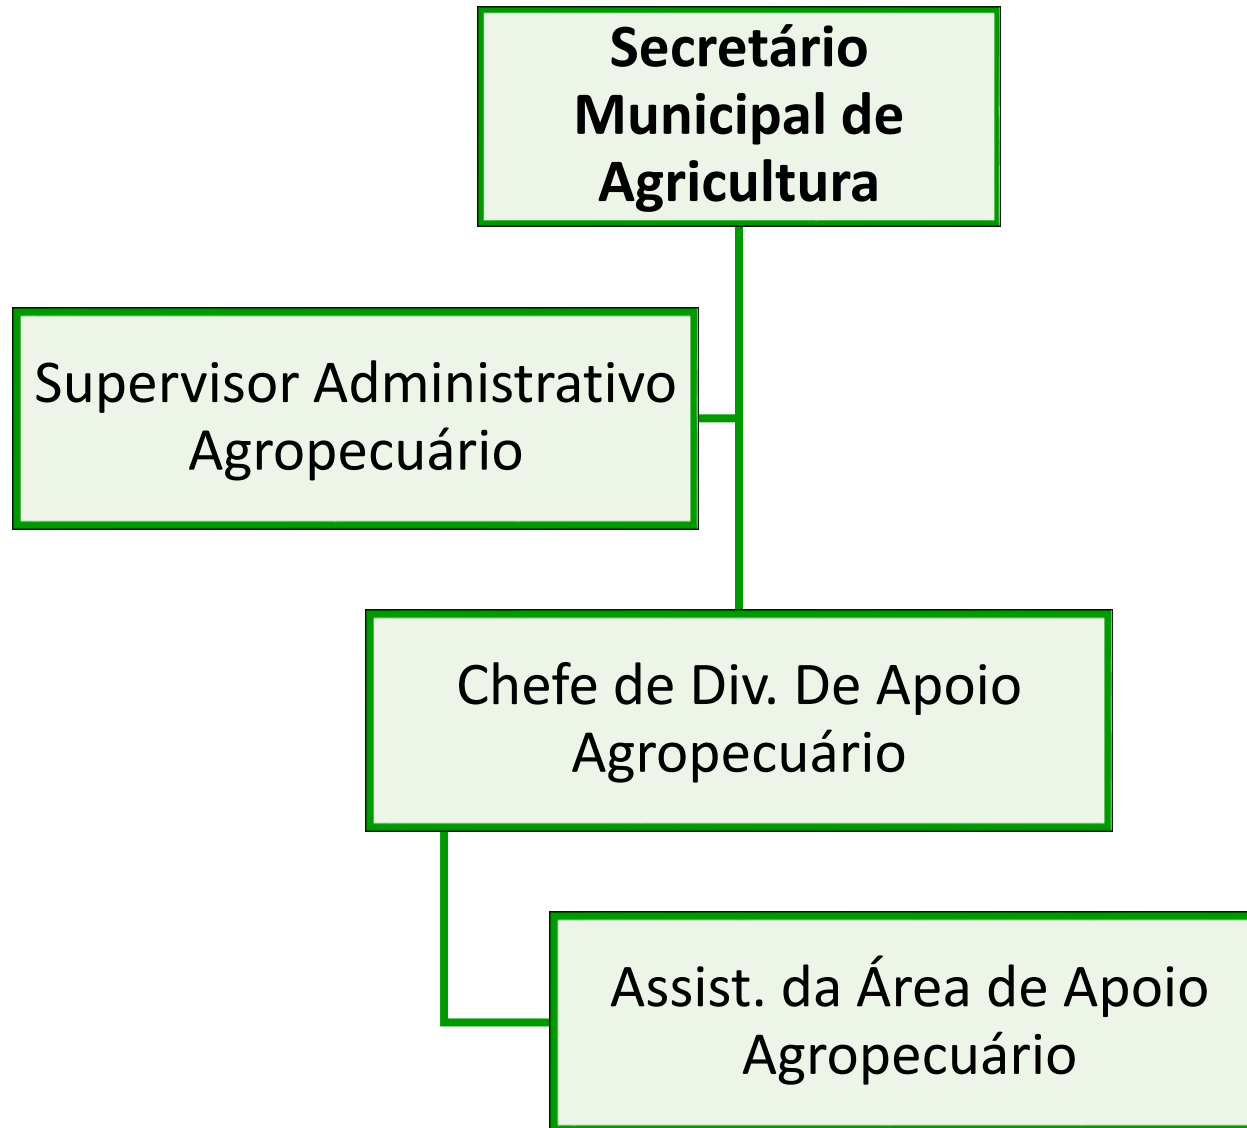 Secretário
Municipal de
Agricultura
Supervisor Administrativo
Agropecuário
Chefe de Div. De Apoio
Agropecuário
Assist. da Área de Apoio
Agropecuário